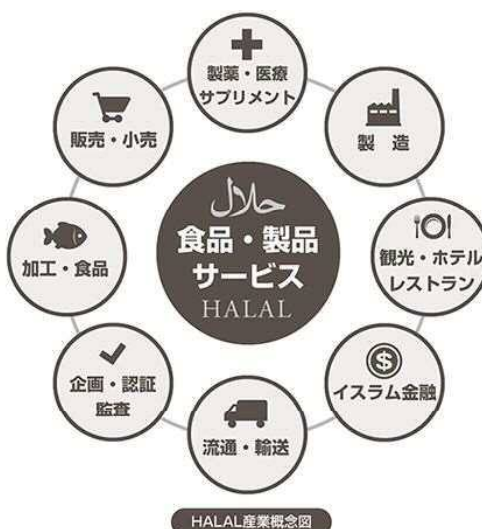 製薬・医療
サプリメント
販売・小売
製 造
حلال
食品・製品
サービス
HALAL
加工・食品
観光・ホテル
レストラン
企画・認証
監査
イスラム金融
流通・輸送
HALAL産業概念図